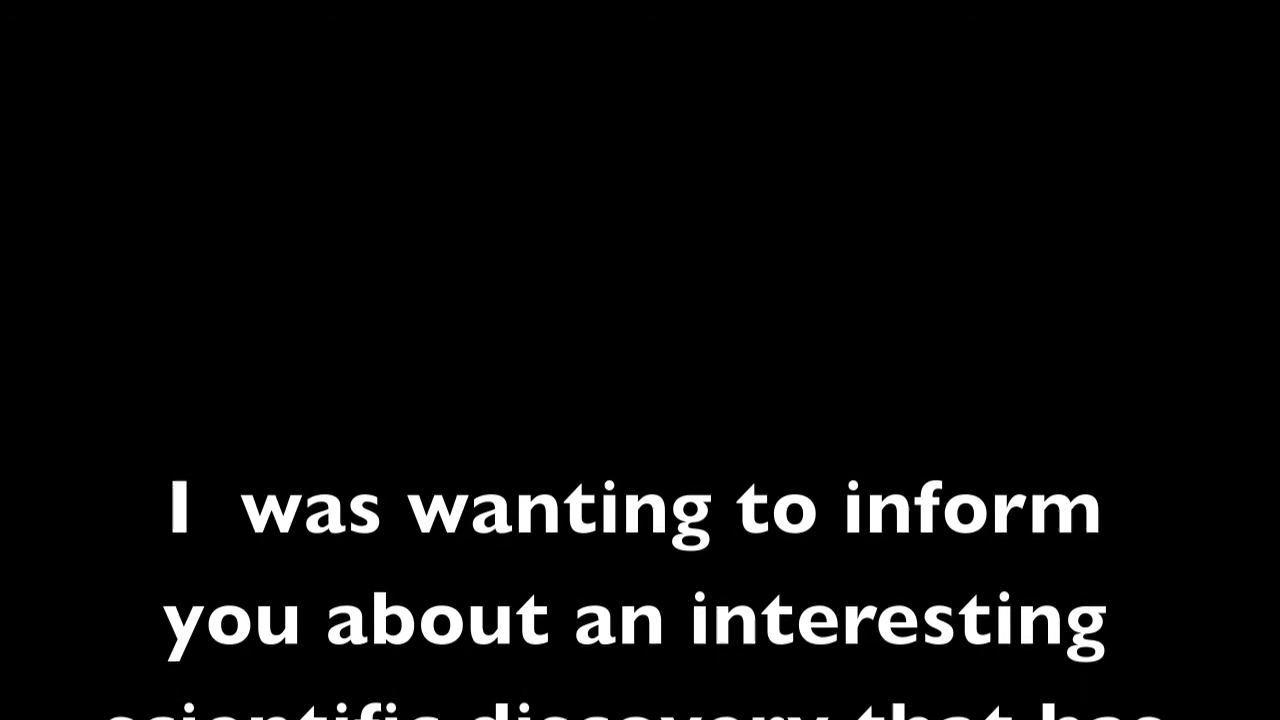 I  was wanting to inform
you about an interesting
scientific discovery that has